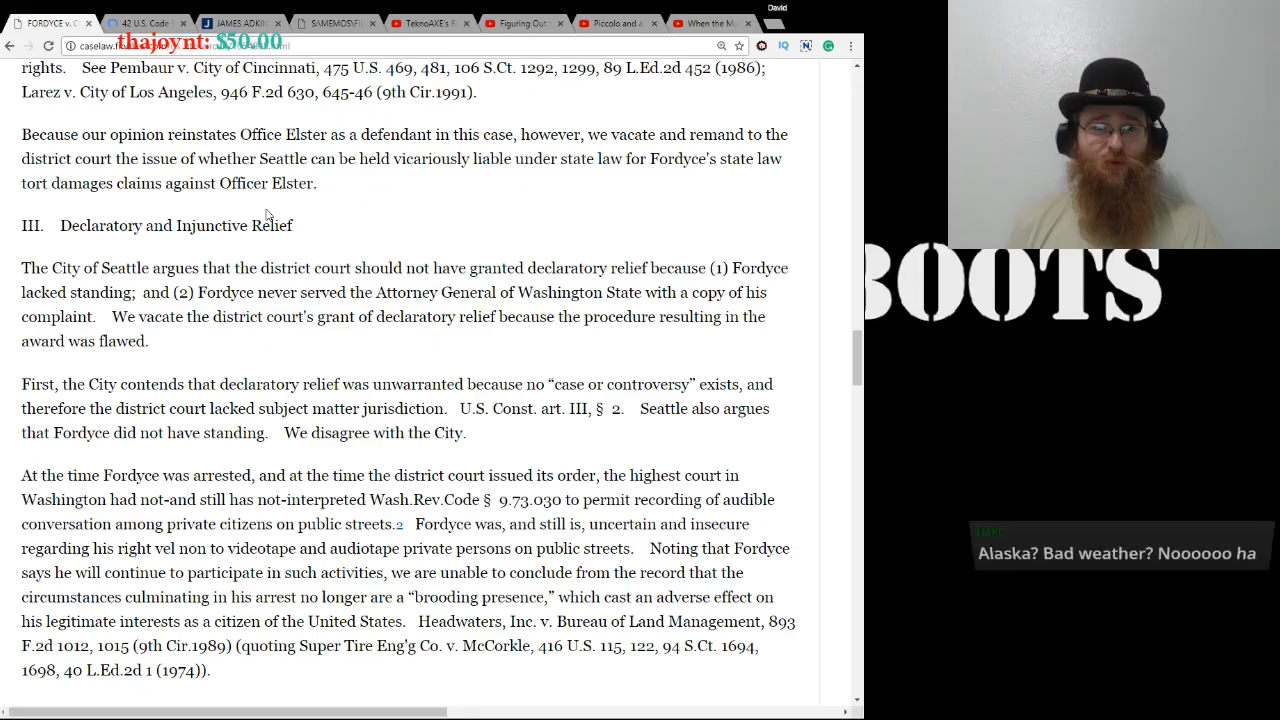 David
FORDYCE v. C
42 U.S. Code
JAMES ADKIN
S:\MEMOS\FIL
TeknoAXE's R
Figuring Out
Piccolo and a
When the Mu
thajoynt: $50.00
rights. See Pembaur v. City of Cincinnati, 475 U.S. 469, 481, 106 S.Ct. 1292, 1299, 89 L.Ed.2d 452 (1986);
Larez v. City of Los Angeles, 946 F.2d 630, 645-46 (9th Cir.1991).
Because our opinion reinstates Office Elster as a defendant in this case, however, we vacate and remand to the
district court the issue of whether Seattle can be held vicariously liable under state law for Fordyce's state law
tort damages claims against Officer Elster.
III. Declaratory and Injunctive Relief
The City of Seattle argues that the district court should not have granted declaratory relief because (1) Fordyce
lacked standing; and (2) Fordyce never served the Attorney General of Washington State with a copy of his
complaint. We vacate the district court's grant of declaratory relief because the procedure resulting in the
award was flawed.
First, the City contends that declaratory relief was unwarranted because no “case or controversy” exists, and
therefore the district court lacked subject matter jurisdiction. U.S. Const. art. III, § 2. Seattle also argues
that Fordyce did not have standing. We disagree with the City.
At the time Fordyce was arrested, and at the time the district court issued its order, the highest court in
Washington had not-and still has not-interpreted Wash.Rev.Code § 9.73.030 to permit recording of audible
conversation among private citizens on public streets.2 Fordyce was, and still is, uncertain and insecure
regarding his right vel non to videotape and audiotape private persons on public streets. Noting that Fordyce
says he will continue to participate in such activities, we are unable to conclude from the record that the
circumstances culminating in his arrest no longer are a “brooding presence,” which cast an adverse effect on
his legitimate interests as a citizen of the United States. Headwaters, Inc. v. Bureau of Land Management, 893
F.2d 1012, 1015 (9th Cir.1989) (quoting Super Tire Eng'g Co. v. McCorkle, 416 U.S. 115, 122, 94 S.Ct. 1694,
1698, 40 L.Ed.2d 1 (1974)).
BOOTS
Alaska? Bad weather? Noooooo ha